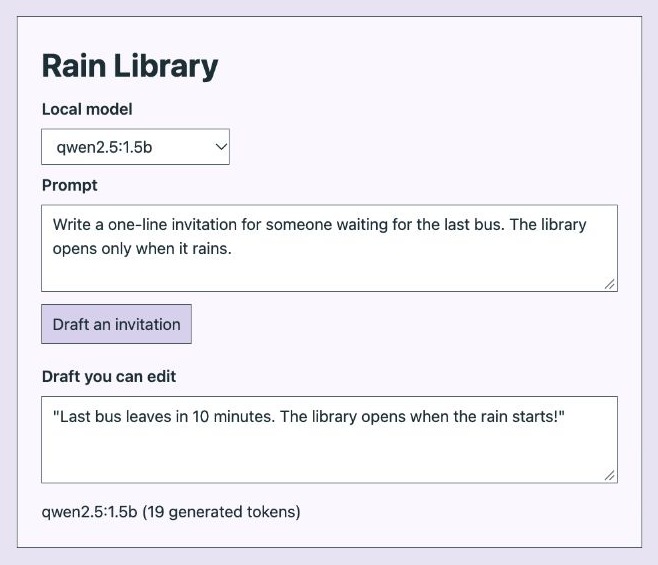 Rain Library
Local model
qwen2.5:1.5b
Prompt
Write a one-line invitation for someone waiting for the last bus. The library
opens only when it rains.
Draft an invitation
Draft you can edit
"Last bus leaves in 10 minutes. The library opens when the rain starts!"
qwen2.5:1.5b (19 generated tokens)